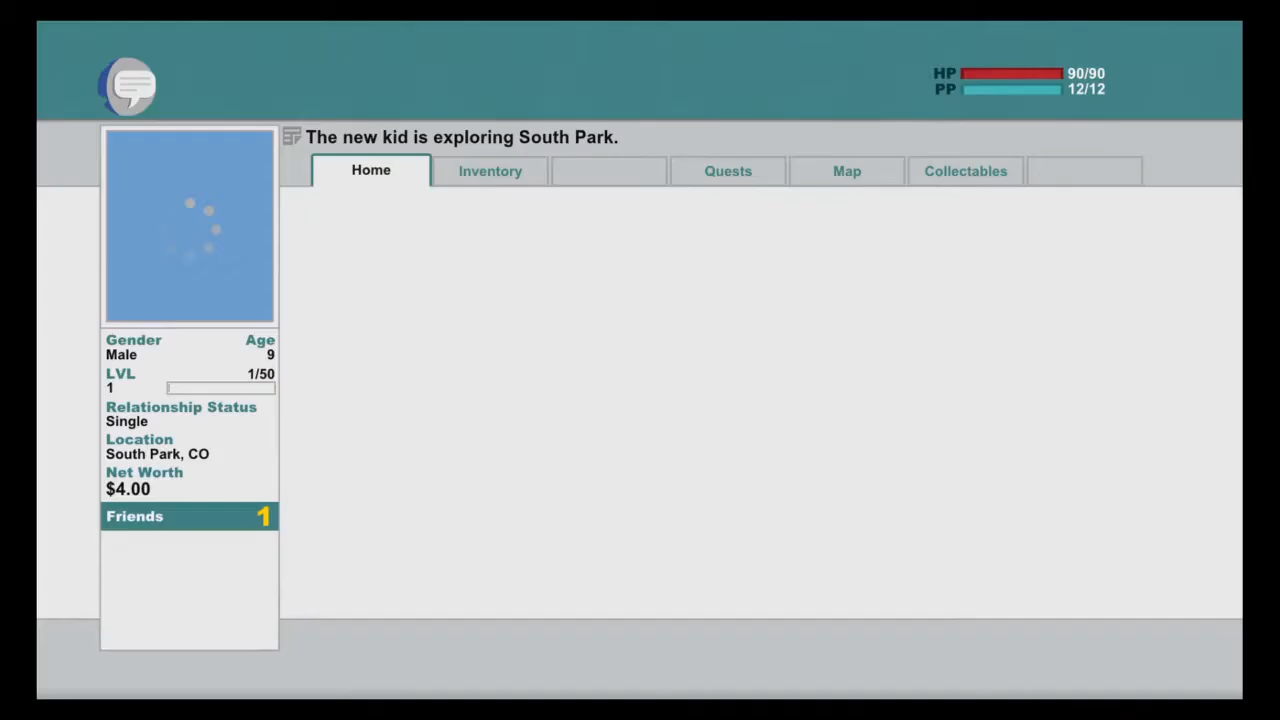 HP 90/90
PP 12/12
The new kid is exploring South Park.
Home Inventory Quests Map Collectables
Gender Age
Male 9
LVL 1/50
1
Relationship Status
Single
Location
South Park, CO
Net Worth
$4.00
Friends 1